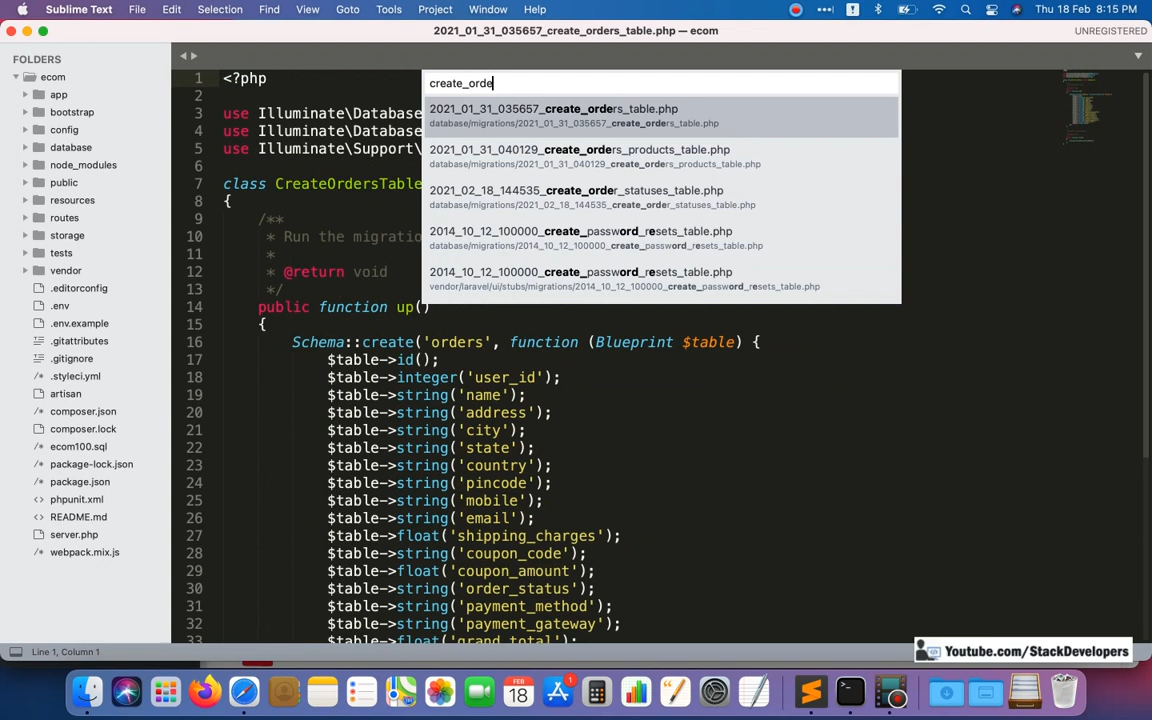 Sublime Text File Edit Selection Find View Goto Tools Project Window Help Thu 18 Feb 8:15 PM
2021_01_31_035657_create_orders_table.php — ecom UNREGISTERED
FOLDERS
ecom
app
bootstrap
config
database
node_modules
public
resources
routes
storage
tests
vendor
.editorconfig
.env
.env.example
.gitattributes
.gitignore
.styleci.yml
artisan
composer.json
composer.lock
ecom100.sql
package-lock.json
package.json
phpunit.xml
README.md
server.php
webpack.mix.js
create_orde
2021_01_31_035657_create_orders_table.php
database/migrations/2021_01_31_035657_create_orders_table.php
2021_01_31_040129_create_orders_products_table.php
database/migrations/2021_01_31_040129_create_orders_products_table.php
2021_02_18_144535_create_order_statuses_table.php
database/migrations/2021_02_18_144535_create_order_statuses_table.php
2014_10_12_100000_create_password_resets_table.php
database/migrations/2014_10_12_100000_create_password_resets_table.php
2014_10_12_100000_create_password_resets_table.php
vendor/laravel/ui/stubs/migrations/2014_10_12_100000_create_password_resets_table.php
1 <?php
2
3 use Illuminate\Database
4 use Illuminate\Database
5 use Illuminate\Support\
6
7 class CreateOrdersTable
8 {
9 /**
10 * Run the migratio
11 *
12 * @return void
13 */
14 public function up()
15 {
16 Schema::create('orders', function (Blueprint $table) {
17 $table->id();
18 $table->integer('user_id');
19 $table->string('name');
20 $table->string('address');
21 $table->string('city');
22 $table->string('state');
23 $table->string('country');
24 $table->string('pincode');
25 $table->string('mobile');
26 $table->string('email');
27 $table->float('shipping_charges');
28 $table->string('coupon_code');
29 $table->float('coupon_amount');
30 $table->string('order_status');
31 $table->string('payment_method');
32 $table->string('payment_gateway');
33 $table->float('grand_total');
Line 1, Column 1
Youtube.com/StackDevelopers
FEB
18
1